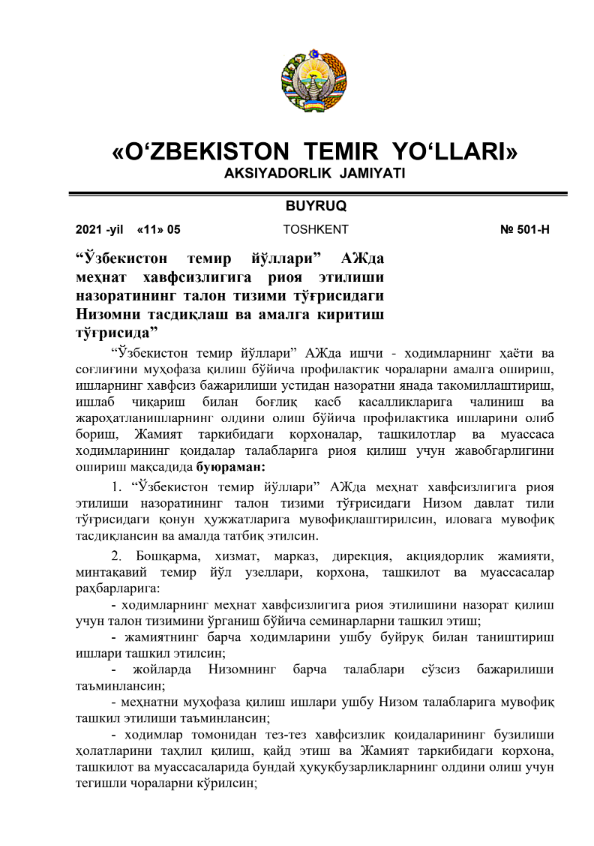 «O‘ZBEKISTON TEMIR YO‘LLARI»
AKSIYADORLIK JAMIYATI
BUYRUQ
2021 -yil «11» 05 TOSHKENT № 501-H
“Ўзбекистон темир йўллари” АЖда
меҳнат хавфсизлигига риоя этилиши
назоратининг талон тизими тўғрисидаги
Низомни тасдиқлаш ва амалга киритиш
тўғрисида”
“Ўзбекистон темир йўллари” АЖда ишчи - ходимларнинг ҳаёти ва
соғлиғини муҳофаза қилиш бўйича профилактик чораларни амалга ошириш,
ишларнинг хавфсиз бажарилиши устидан назоратни янада такомиллаштириш,
ишлаб чиқариш билан боғлиқ касб касалликларига чалиниш ва
жароҳатланишларнинг олдини олиш бўйича профилактика ишларини олиб
бориш, Жамият таркибидаги корхоналар, ташкилотлар ва муассаса
ходимларининг қоидалар талабларига риоя қилиш учун жавобгарлигини
ошириш мақсадида буюраман:
1. “Ўзбекистон темир йўллари” АЖда меҳнат хавфсизлигига риоя
этилиши назоратининг талон тизими тўғрисидаги Низом давлат тили
тўғрисидаги қонун ҳужжатларига мувофиқлаштирилсин, иловага мувофиқ
тасдиқлансин ва амалда татбиқ этилсин.
2. Бошқарма, хизмат, марказ, дирекция, акциядорлик жамияти,
минтақавий темир йўл узеллари, корхона, ташкилот ва муассасалар
раҳбарларига:
- ходимларнинг меҳнат хавфсизлигига риоя этилишини назорат қилиш
учун талон тизимини ўрганиш бўйича семинарларни ташкил этиш;
- жамиятнинг барча ходимларини ушбу буйруқ билан таништириш
ишлари ташкил этилсин;
- жойларда Низомнинг барча талаблари сўзсиз бажарилиши
таъминлансин;
- меҳнатни муҳофаза қилиш ишлари ушбу Низом талабларига мувофиқ
ташкил этилиши таъминлансин;
- ходимлар томонидан тез-тез хавфсизлик қоидаларининг бузилиши
ҳолатларини таҳлил қилиш, қайд этиш ва Жамият таркибидаги корхона,
ташкилот ва муассасаларида бундай ҳуқуқбузарликларнинг олдини олиш учун
тегишли чораларни кўрилсин;